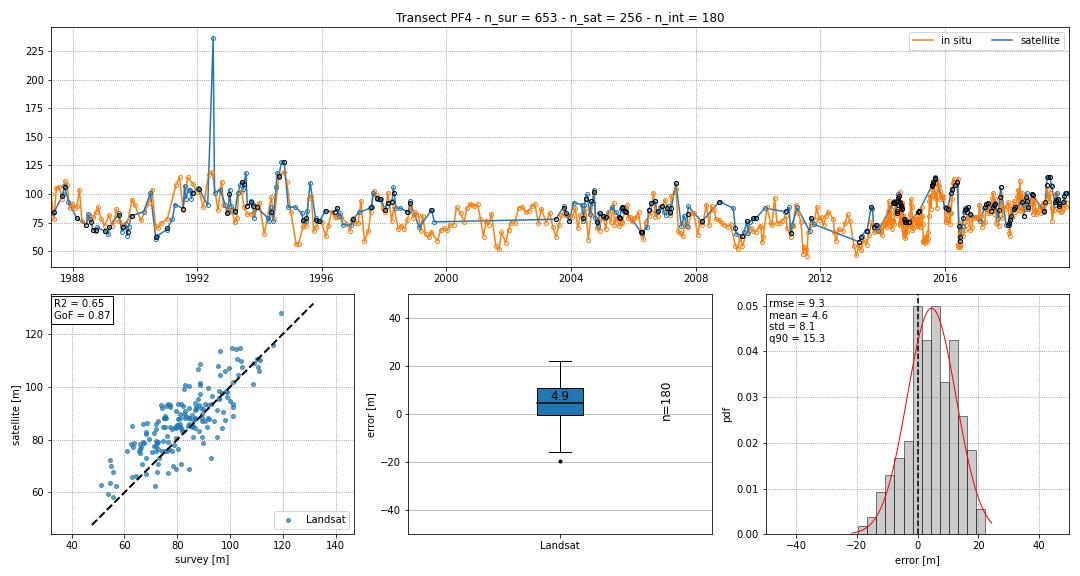 Transect PF4 - n_sur = 653 - n_sat = 256 - n_int = 180
in situ
satellite
225
200
175
150
125
100
75
50
1988
1992
1996
2000
2004
2008
2012
2016
R2 = 0.65
GoF = 0.87
satellite [m]
120
100
80
60
Landsat
40
60
80
100
120
140
survey [m]
error [m]
40
20
0
−20
−40
4.9
n=180
Landsat
rmse = 9.3
mean = 4.6
std = 8.1
q90 = 15.3
pdf
0.05
0.04
0.03
0.02
0.01
0.00
−40
−20
0
20
40
error [m]